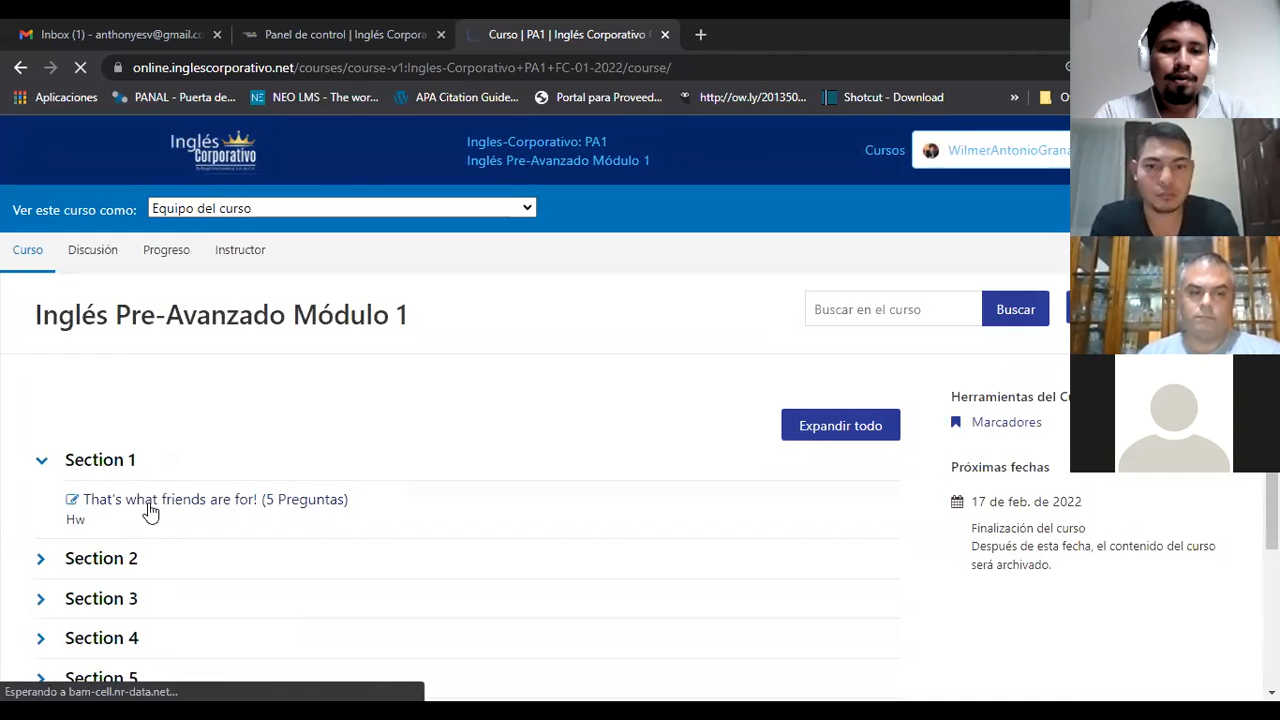 Inbox (1) - anthonyesv@gmail.cc
Panel de control | Inglés Corpora
Curso | PA1 | Inglés Corporativo
online.inglescorporativo.net/courses/course-v1:Ingles-Corporativo+PA1+FC-01-2022/course/
Aplicaciones
PANAL - Puerta de...
NEO LMS - The wor...
APA Citation Guide...
Portal para Proveed...
http://ow.ly/201350...
Shotcut - Download
»
Inglés
Corporativo
Ingles-Corporativo: PA1
Inglés Pre-Avanzado Módulo 1
Cursos
WilmerAntonioGrana
Ver este curso como:
Equipo del curso
Curso
Discusión
Progreso
Instructor
Inglés Pre-Avanzado Módulo 1
Buscar en el curso
Buscar
Expandir todo
Herramientas del Cu
Marcadores
Próximas fechas
17 de feb. de 2022
Finalización del curso
Después de esta fecha, el contenido del curso
será archivado.
Section 1
That's what friends are for! (5 Preguntas)
Hw
Section 2
Section 3
Section 4
Section 5
Esperando a bam-cell.nr-data.net...